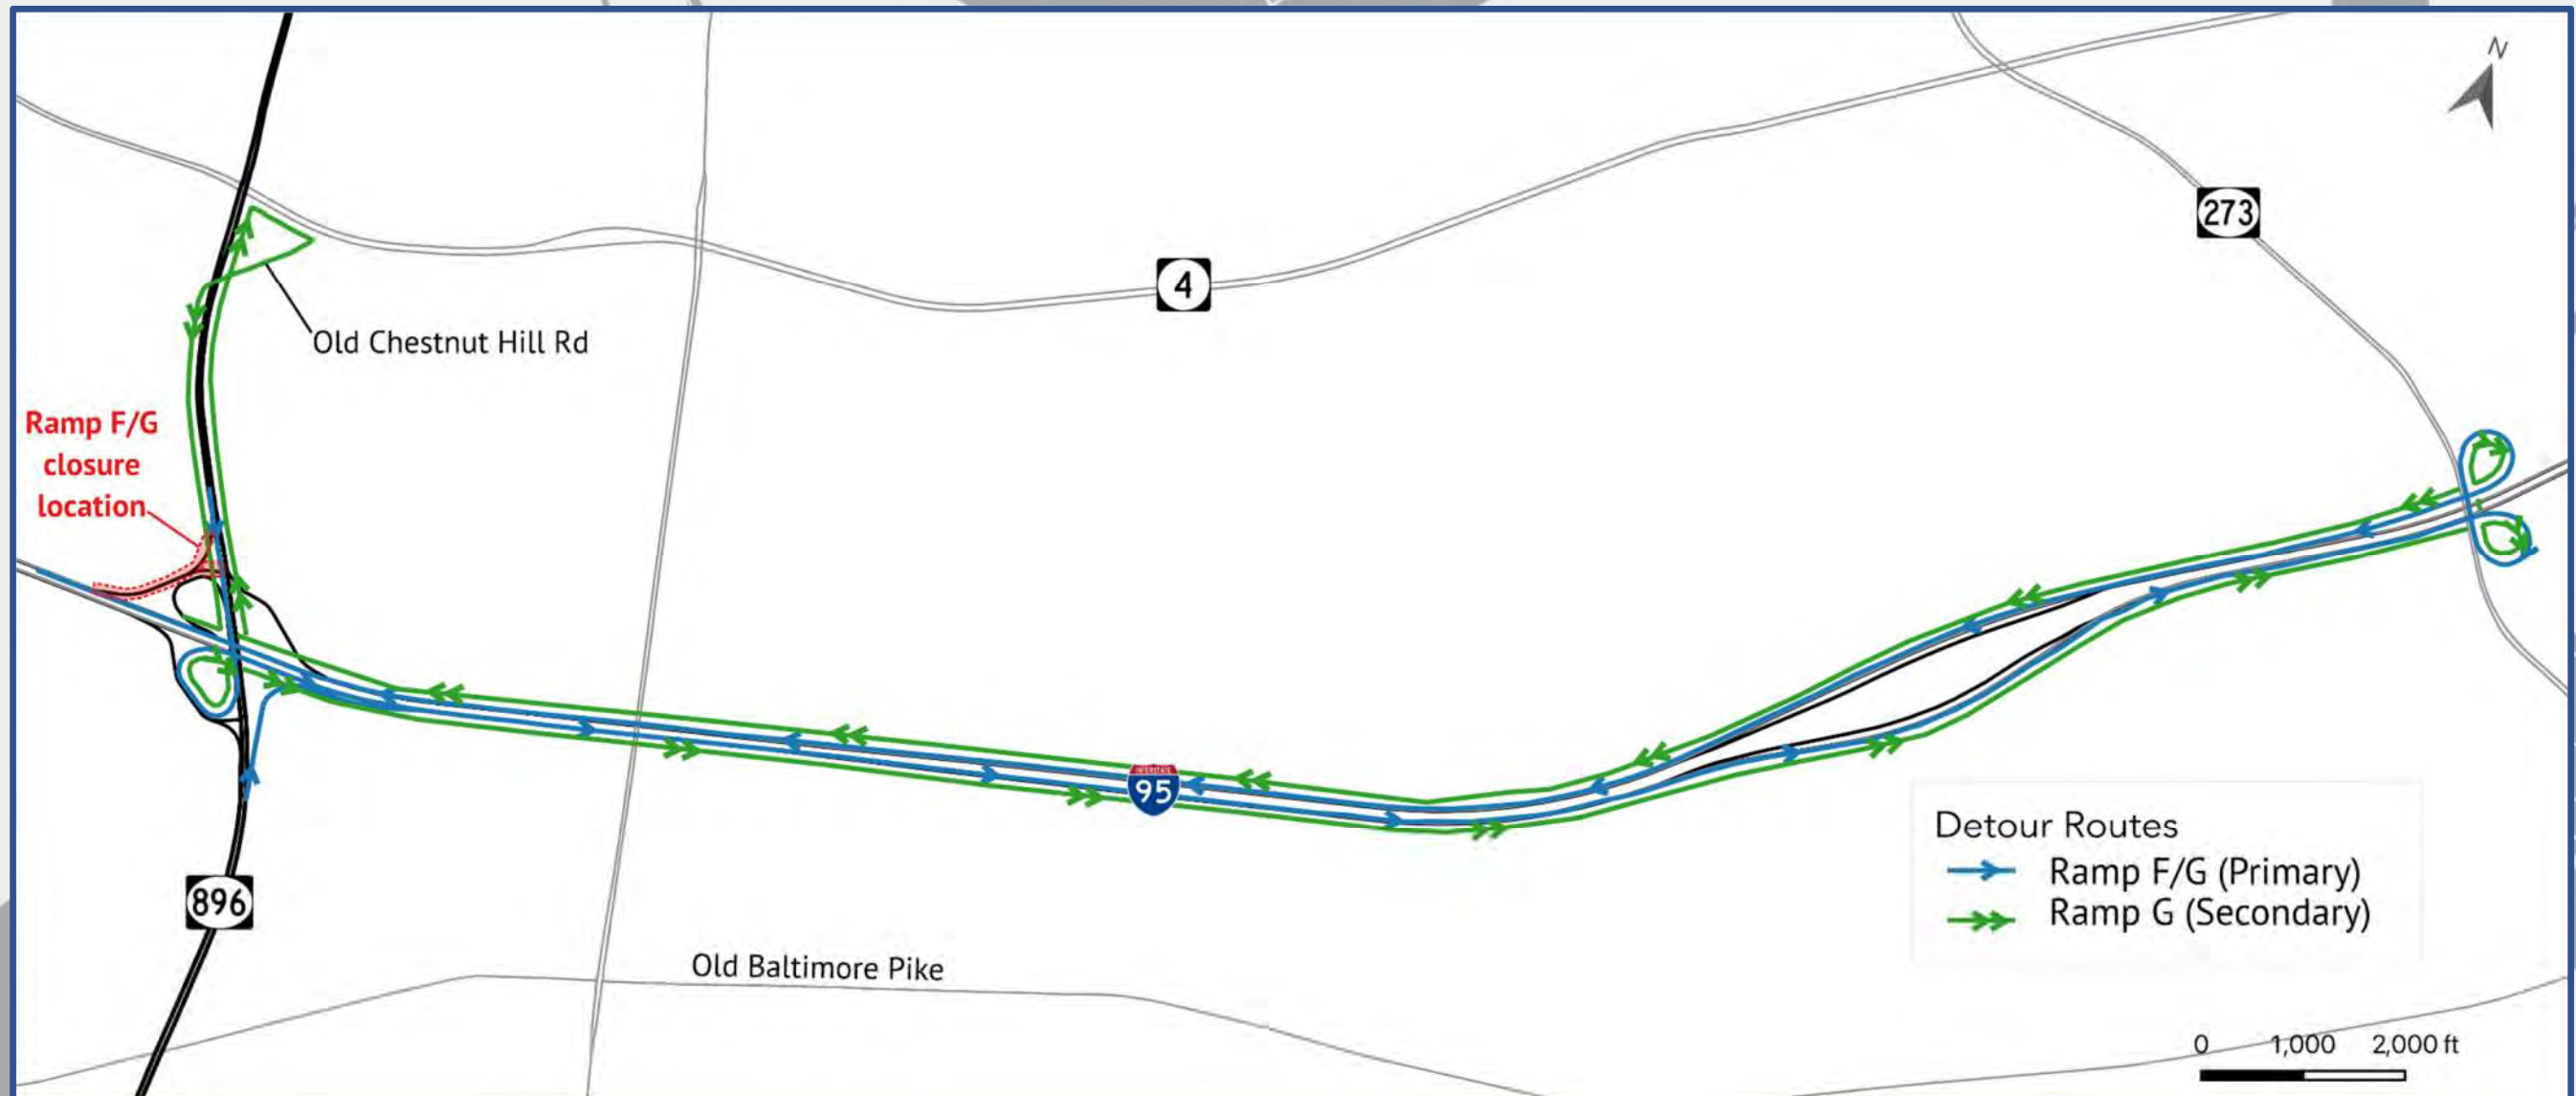 N
273
4
Old Chestnut Hill Rd
Ramp F/G
closure
location
INTERSTATE
95
Detour Routes
Ramp F/G (Primary)
Ramp G (Secondary)
896
Old Baltimore Pike
0 1,000 2,000 ft